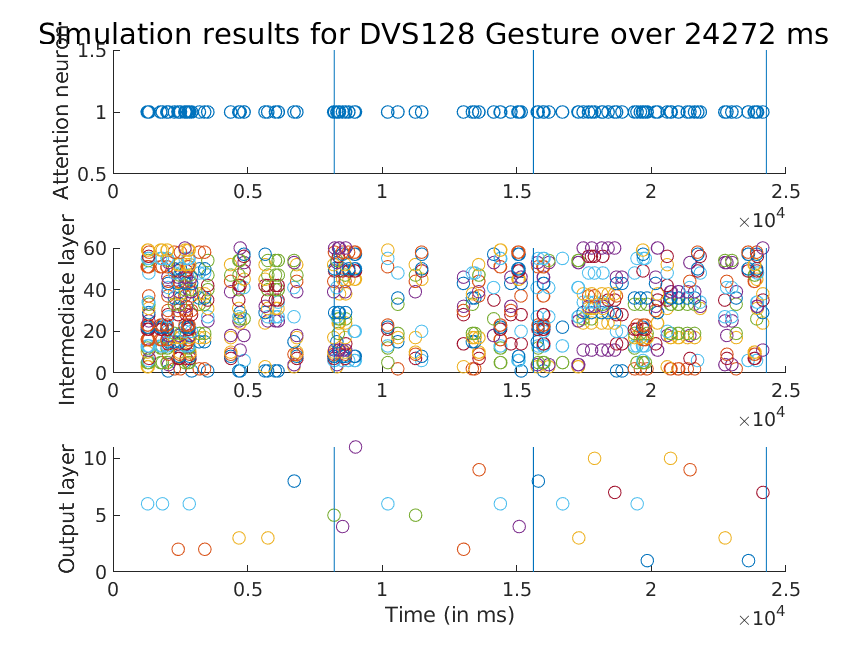 Simulation results for DVS128 Gesture over 24272 ms
Attention neuron
1.5
1
0.5
0 0.5 1 1.5 2 2.5
×10^4
Intermediate layer
60
40
20
0
0 0.5 1 1.5 2 2.5
×10^4
Output layer
10
5
0
0 0.5 1 1.5 2 2.5
Time (in ms)
×10^4